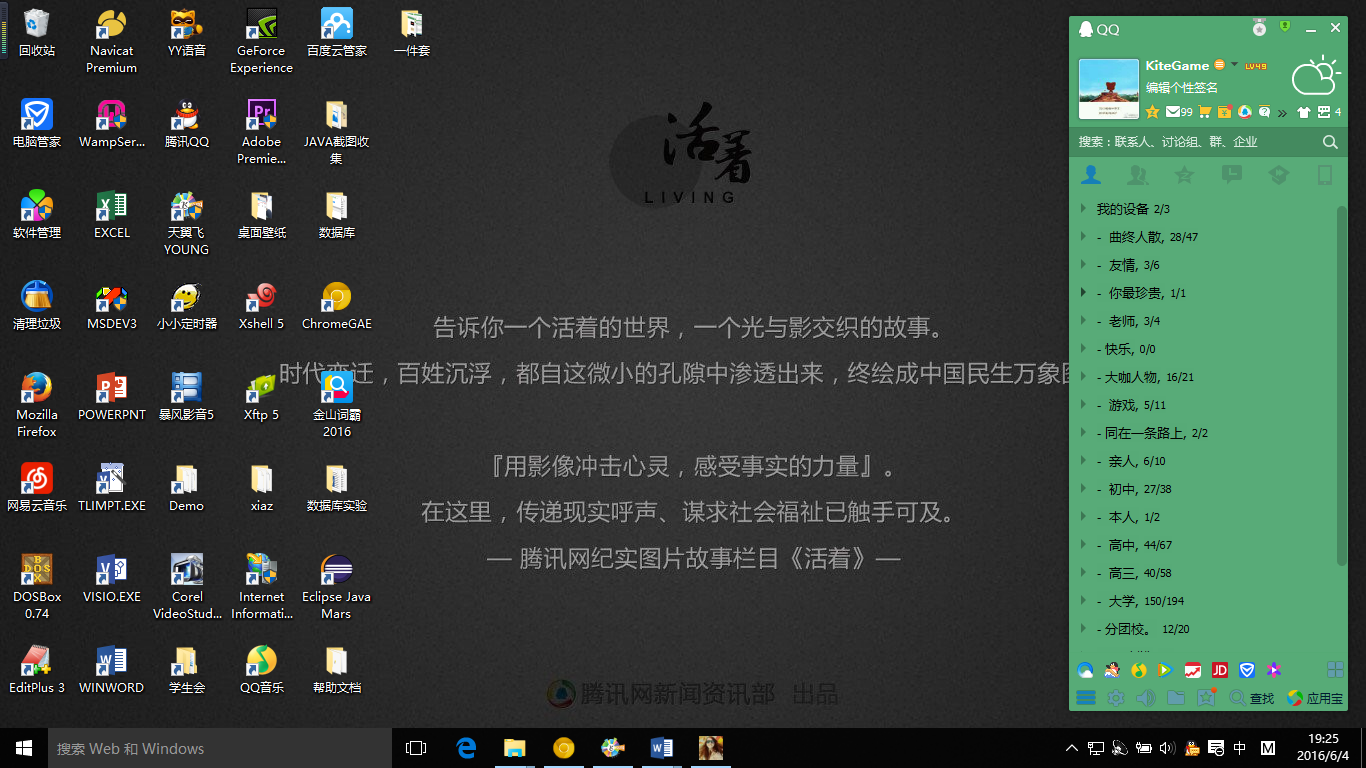 回收站
Navicat
Premium
YY语音
GeForce
Experience
百度云管家
一件套
电脑管家
WampSer...
腾讯QQ
Adobe
Premie...
JAVA截图收
集
软件管理
EXCEL
天翼飞
YOUNG
桌面壁纸
数据库
清理垃圾
MSDEV3
小小定时器
Xshell 5
ChromeGAE
Mozilla
Firefox
POWERPNT
暴风影音5
Xftp 5
金山词霸
2016
网易云音乐
TLIMPT.EXE
Demo
xiaz
数据库实验
DOSBox
0.74
VISIO.EXE
Corel
VideoStud...
Internet
Informati...
Eclipse Java
Mars
EditPlus 3
WINWORD
学生会
QQ音乐
帮助文档
活着
LIVING
告诉你一个活着的世界，一个光与影交织的故事。
时代变迁，百姓沉浮，都自这微小的孔隙中渗透出来，终绘成中国民生万象图
『用影像冲击心灵，感受事实的力量』。
在这里，传递现实呼声、谋求社会福祉已触手可及。
— 腾讯网纪实图片故事栏目《活着》—
腾讯网新闻资讯部 出品
QQ
KiteGame LV49
编辑个性签名
99
4
搜索：联系人、讨论组、群、企业
我的设备 2/3
- 曲终人散, 28/47
- 友情, 3/6
- 你最珍贵, 1/1
- 老师, 3/4
- 快乐, 0/0
- 大咖人物, 16/21
- 游戏, 5/11
- 同在一条路上, 2/2
- 亲人, 6/10
- 初中, 27/38
- 本人, 1/2
- 高中, 44/67
- 高三, 40/58
- 大学, 150/194
- 分团校。 12/20
JD
查找
应用宝
搜索 Web 和 Windows
中
M
19:25
2016/6/4